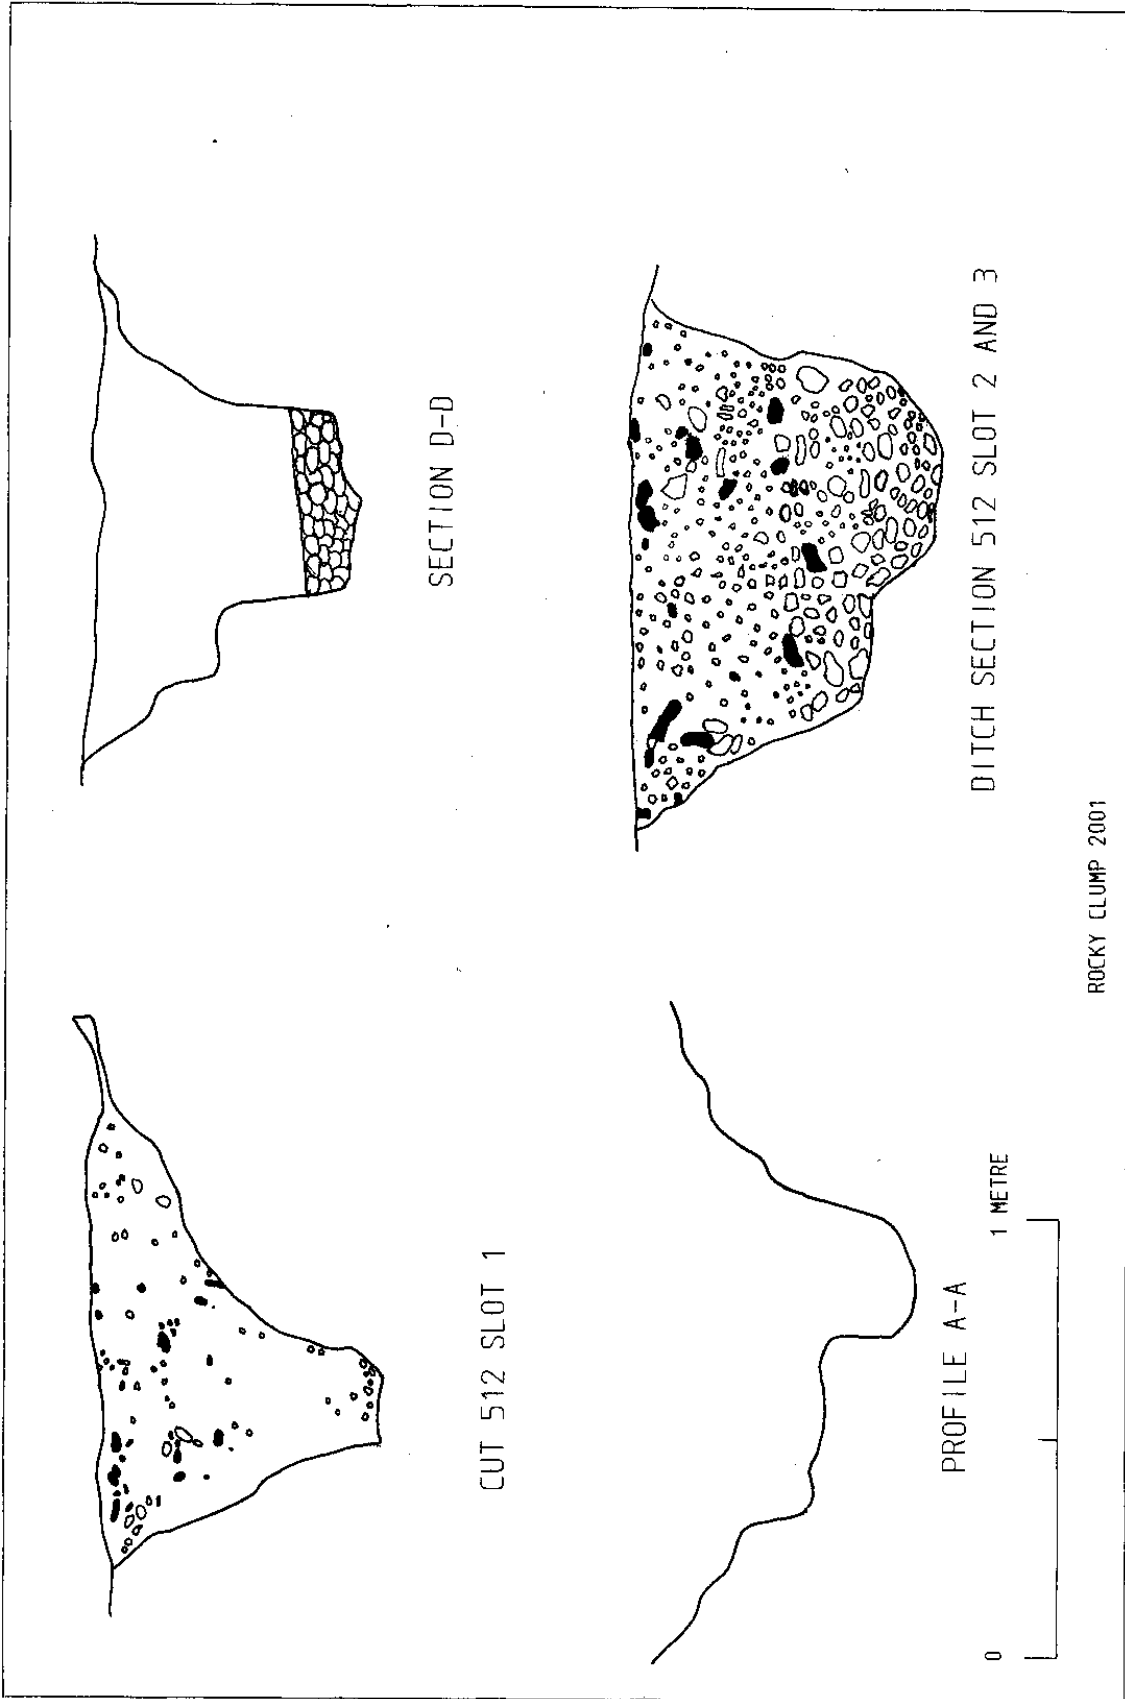 CUT 512 SLOT 1
SECTION D-D
PROFILE A-A
DITCH SECTION 512 SLOT 2 AND 3
0
1 METRE
ROCKY CLUMP 2001